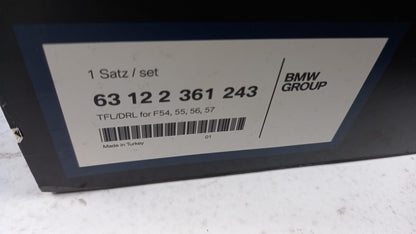 1 Satz / set
63 12 2 361 243
TFL/DRL for F54, 55, 56, 57
01
Made in Turkey
BMW
GROUP